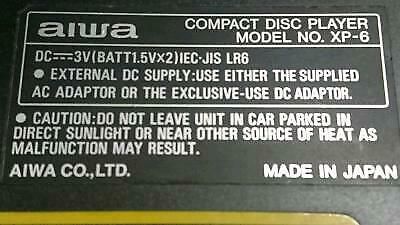 aiwa
COMPACT DISC PLAYER
MODEL NO. XP-6
DC⎓3V(BATT1.5V×2)IEC·JIS LR6
● EXTERNAL DC SUPPLY:USE EITHER THE SUPPLIED
AC ADAPTOR OR THE EXCLUSIVE-USE DC ADAPTOR.
● CAUTION:DO NOT LEAVE UNIT IN CAR PARKED IN
DIRECT SUNLIGHT OR NEAR OTHER SOURCE OF HEAT AS
MALFUNCTION MAY RESULT.
AIWA CO.,LTD.
MADE IN JAPAN